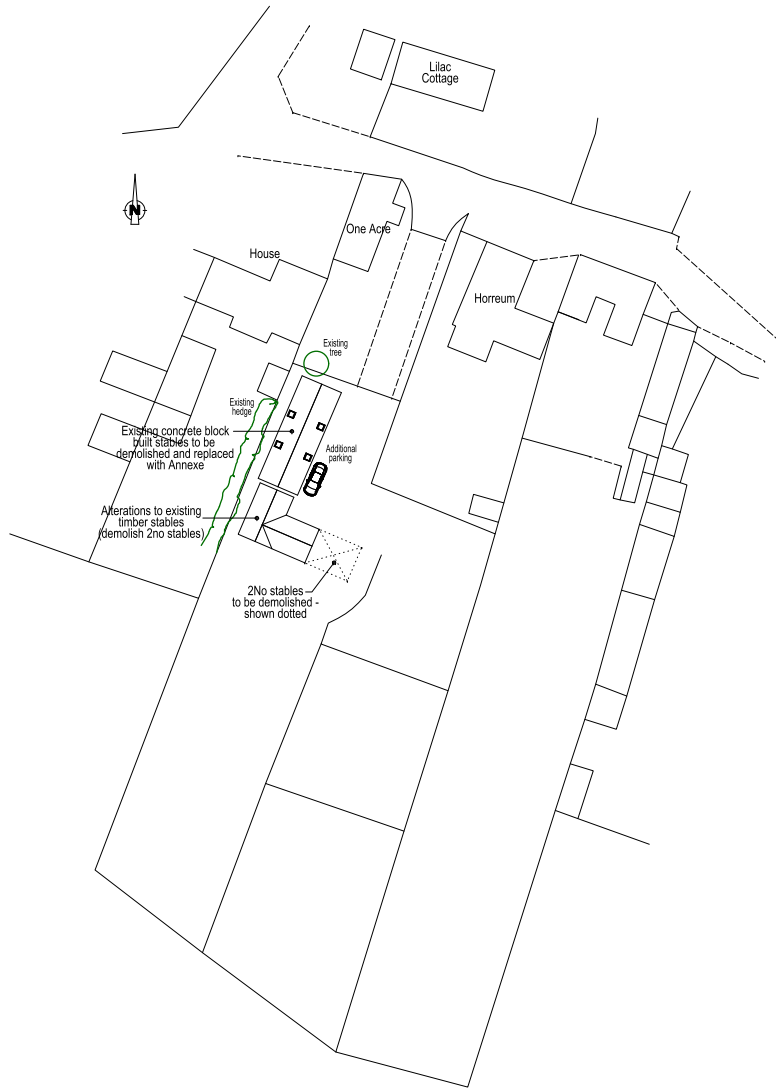 Lilac
Cottage
N
One Acre
House
Horreum
Existing
tree
Existing
hedge
Existing concrete block
built stables to be
demolished and replaced
with Annexe
Additional
parking
Alterations to existing
timber stables
(demolish 2no stables)
2No stables
to be demolished -
shown dotted